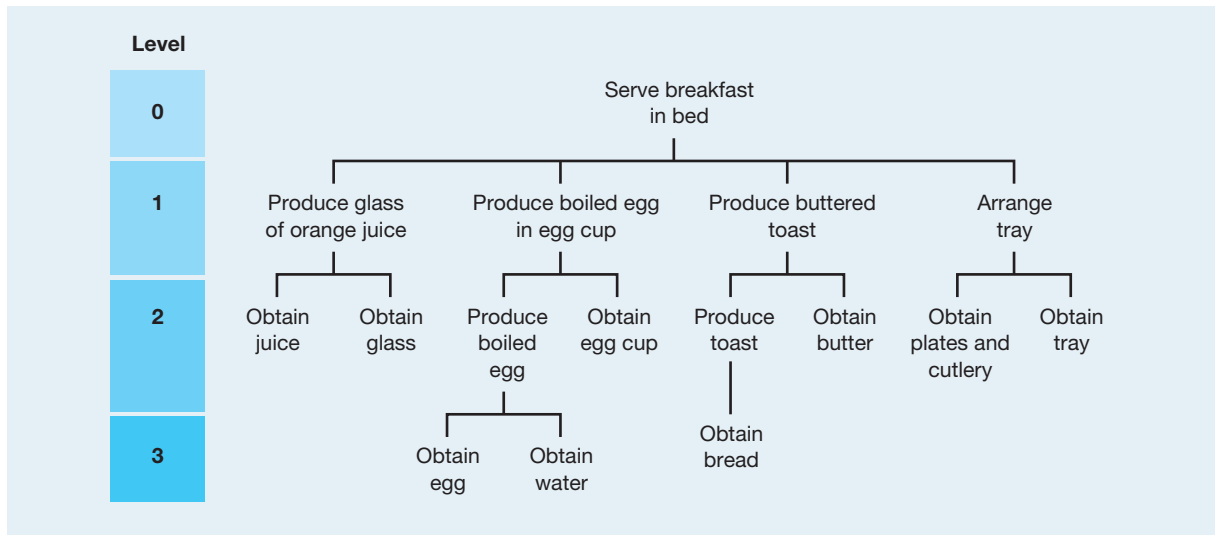 Level
0
Serve breakfast
in bed
1
Produce glass
of orange juice
Produce boiled egg
in egg cup
Produce buttered
toast
Arrange
tray
2
Obtain
juice
Obtain
glass
Produce
boiled
egg
Obtain
egg cup
Produce
toast
Obtain
butter
Obtain
plates and
cutlery
Obtain
tray
3
Obtain
egg
Obtain
water
Obtain
bread